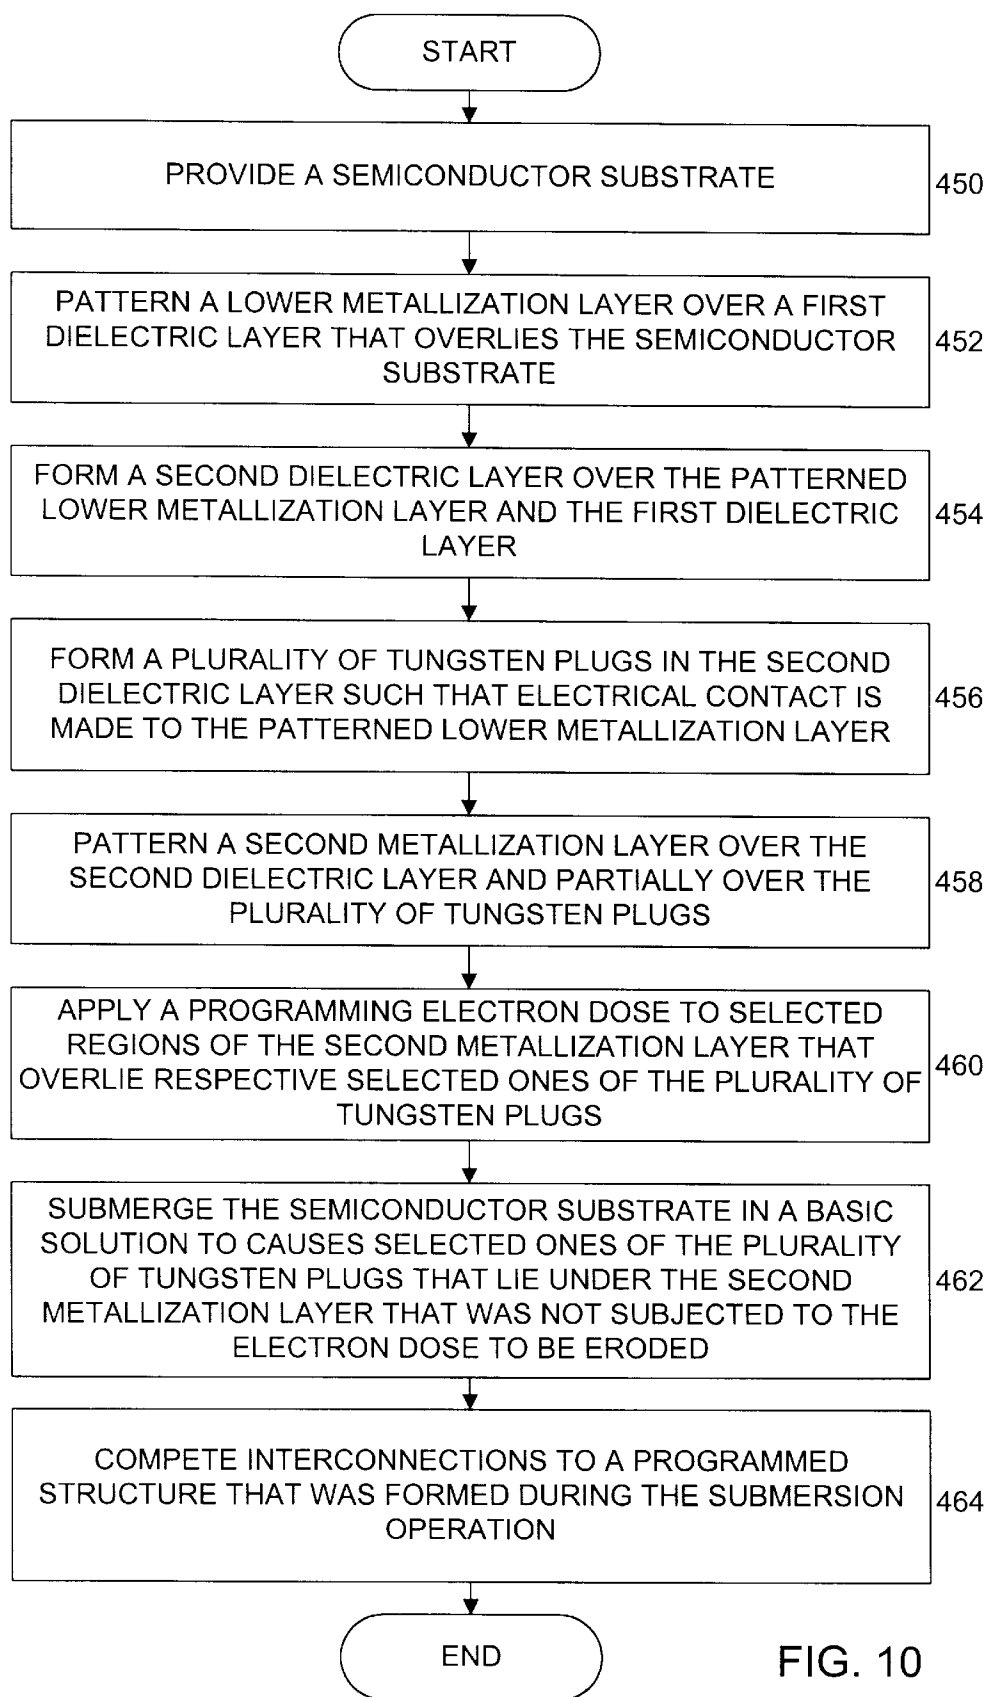 START
PROVIDE A SEMICONDUCTOR SUBSTRATE
450
PATTERN A LOWER METALLIZATION LAYER OVER A FIRST
DIELECTRIC LAYER THAT OVERLIES THE SEMICONDUCTOR
SUBSTRATE
452
FORM A SECOND DIELECTRIC LAYER OVER THE PATTERNED
LOWER METALLIZATION LAYER AND THE FIRST DIELECTRIC
LAYER
454
FORM A PLURALITY OF TUNGSTEN PLUGS IN THE SECOND
DIELECTRIC LAYER SUCH THAT ELECTRICAL CONTACT IS
MADE TO THE PATTERNED LOWER METALLIZATION LAYER
456
PATTERN A SECOND METALLIZATION LAYER OVER THE
SECOND DIELECTRIC LAYER AND PARTIALLY OVER THE
PLURALITY OF TUNGSTEN PLUGS
458
APPLY A PROGRAMMING ELECTRON DOSE TO SELECTED
REGIONS OF THE SECOND METALLIZATION LAYER THAT
OVERLIE RESPECTIVE SELECTED ONES OF THE PLURALITY OF
TUNGSTEN PLUGS
460
SUBMERGE THE SEMICONDUCTOR SUBSTRATE IN A BASIC
SOLUTION TO CAUSES SELECTED ONES OF THE PLURALITY
OF TUNGSTEN PLUGS THAT LIE UNDER THE SECOND
METALLIZATION LAYER THAT WAS NOT SUBJECTED TO THE
ELECTRON DOSE TO BE ERODED
462
COMPETE INTERCONNECTIONS TO A PROGRAMMED
STRUCTURE THAT WAS FORMED DURING THE SUBMERSION
OPERATION
464
END
FIG. 10